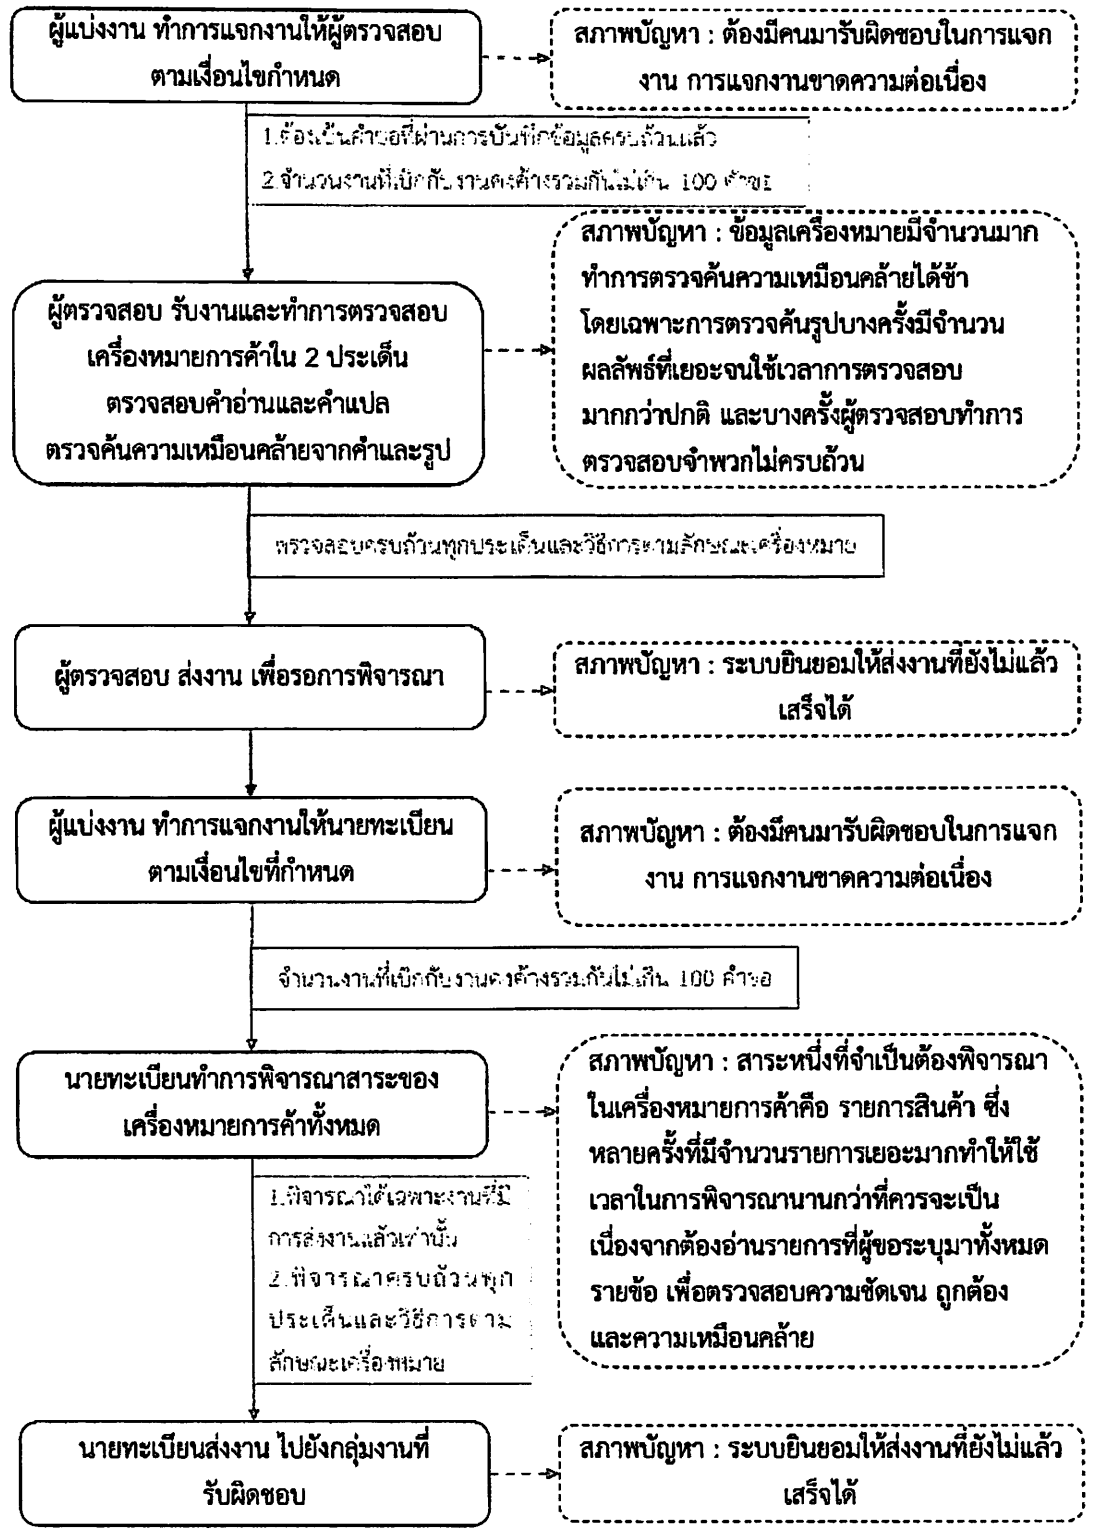 ผู้แบ่งงาน ทำการแจกงานให้ผู้ตรวจสอบ
ตามเงื่อนไขกำหนด
สภาพปัญหา : ต้องมีคนมารับผิดชอบในการแจก
งาน การแจกงานขาดความต่อเนื่อง
1.ต้องเป็นคำขอที่ผ่านการบันทึกข้อมูลครบถ้วนแล้ว
2.จำนวนงานที่เบิกกับงานคงค้างรวมกันไม่เกิน 100 คำขอ
ผู้ตรวจสอบ รับงานและทำการตรวจสอบ
เครื่องหมายการค้าใน 2 ประเด็น
ตรวจสอบคำอ่านและคำแปล
ตรวจค้นความเหมือนคล้ายจากคำและรูป
สภาพปัญหา : ข้อมูลเครื่องหมายมีจำนวนมาก
ทำการตรวจค้นความเหมือนคล้ายได้ช้า
โดยเฉพาะการตรวจค้นรูปบางครั้งมีจำนวน
ผลลัพธ์ที่เยอะจนใช้เวลาการตรวจสอบ
มากกว่าปกติ และบางครั้งผู้ตรวจสอบทำการ
ตรวจสอบจำพวกไม่ครบถ้วน
ตรวจสอบครบถ้วนทุกประเด็นและวิธีการตามลักษณะเครื่องหมาย
ผู้ตรวจสอบ ส่งงาน เพื่อรอการพิจารณา
สภาพปัญหา : ระบบยินยอมให้ส่งงานที่ยังไม่แล้ว
เสร็จได้
ผู้แบ่งงาน ทำการแจกงานให้นายทะเบียน
ตามเงื่อนไขที่กำหนด
สภาพปัญหา : ต้องมีคนมารับผิดชอบในการแจก
งาน การแจกงานขาดความต่อเนื่อง
จำนวนงานที่เบิกกับงานคงค้างรวมกันไม่เกิน 100 คำขอ
นายทะเบียนทำการพิจารณาสาระของ
เครื่องหมายการค้าทั้งหมด
สภาพปัญหา : สาระหนึ่งที่จำเป็นต้องพิจารณา
ในเครื่องหมายการค้าคือ รายการสินค้า ซึ่ง
หลายครั้งที่มีจำนวนรายการเยอะมากทำให้ใช้
เวลาในการพิจารณานานกว่าที่ควรจะเป็น
เนื่องจากต้องอ่านรายการที่ผู้ขอระบุมาทั้งหมด
รายข้อ เพื่อตรวจสอบความชัดเจน ถูกต้อง
และความเหมือนคล้าย
1.พิจารณาได้เฉพาะงานที่มี
การส่งงานแล้วเท่านั้น
2.พิจารณาครบถ้วนทุก
ประเด็นและวิธีการตาม
ลักษณะเครื่องหมาย
นายทะเบียนส่งงาน ไปยังกลุ่มงานที่
รับผิดชอบ
สภาพปัญหา : ระบบยินยอมให้ส่งงานที่ยังไม่แล้ว
เสร็จได้